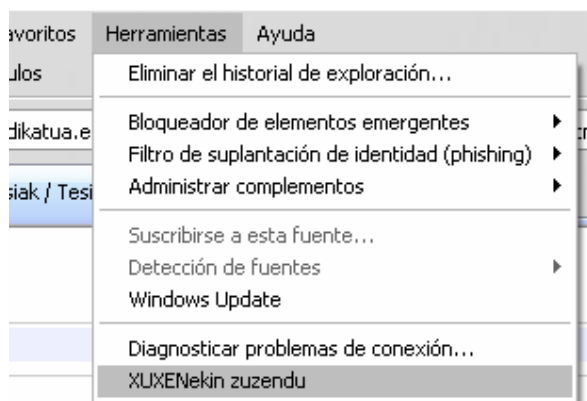 avoritos Herramientas Ayuda
ulos
Eliminar el historial de exploración...
dikatua.e
Bloqueador de elementos emergentes
Filtro de suplantación de identidad (phishing)
siak / Tesi
Administrar complementos
Suscribirse a esta fuente...
Detección de fuentes
Windows Update
Diagnosticar problemas de conexión...
XUXENekin zuzendu